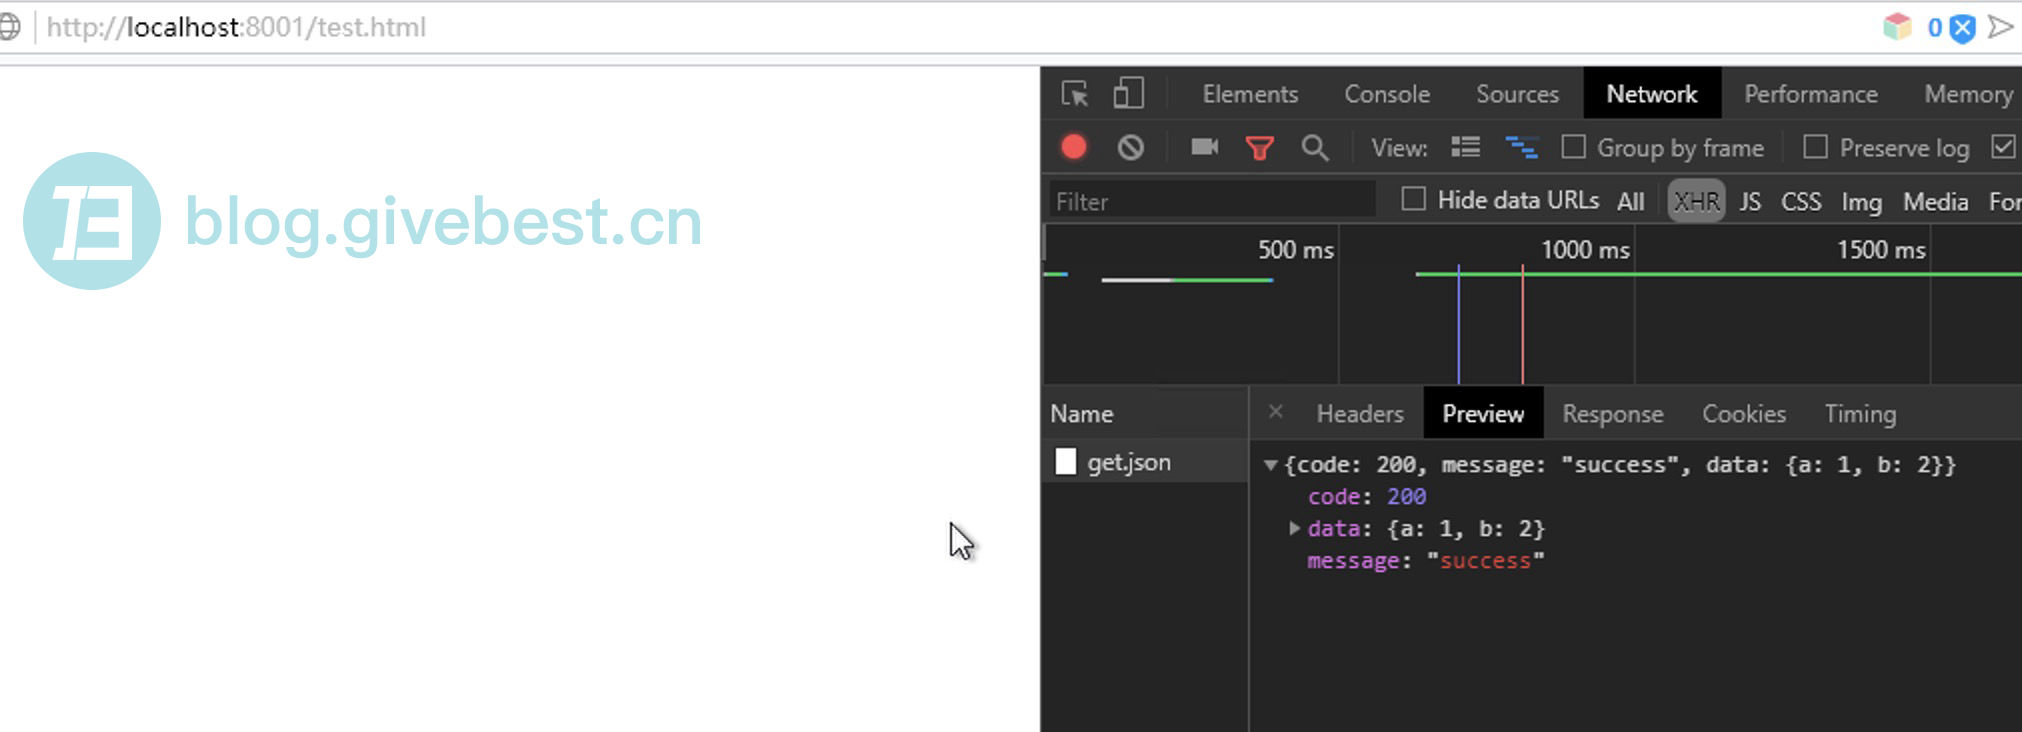 http://localhost:8001/test.html
0
blog.givebest.cn
Elements Console Sources Network Performance Memory
View: Group by frame Preserve log
Filter Hide data URLs All XHR JS CSS Img Media For
500 ms 1000 ms 1500 ms
Name
Headers Preview Response Cookies Timing
get.json
{code: 200, message: "success", data: {a: 1, b: 2}}
code: 200
data: {a: 1, b: 2}
message: "success"